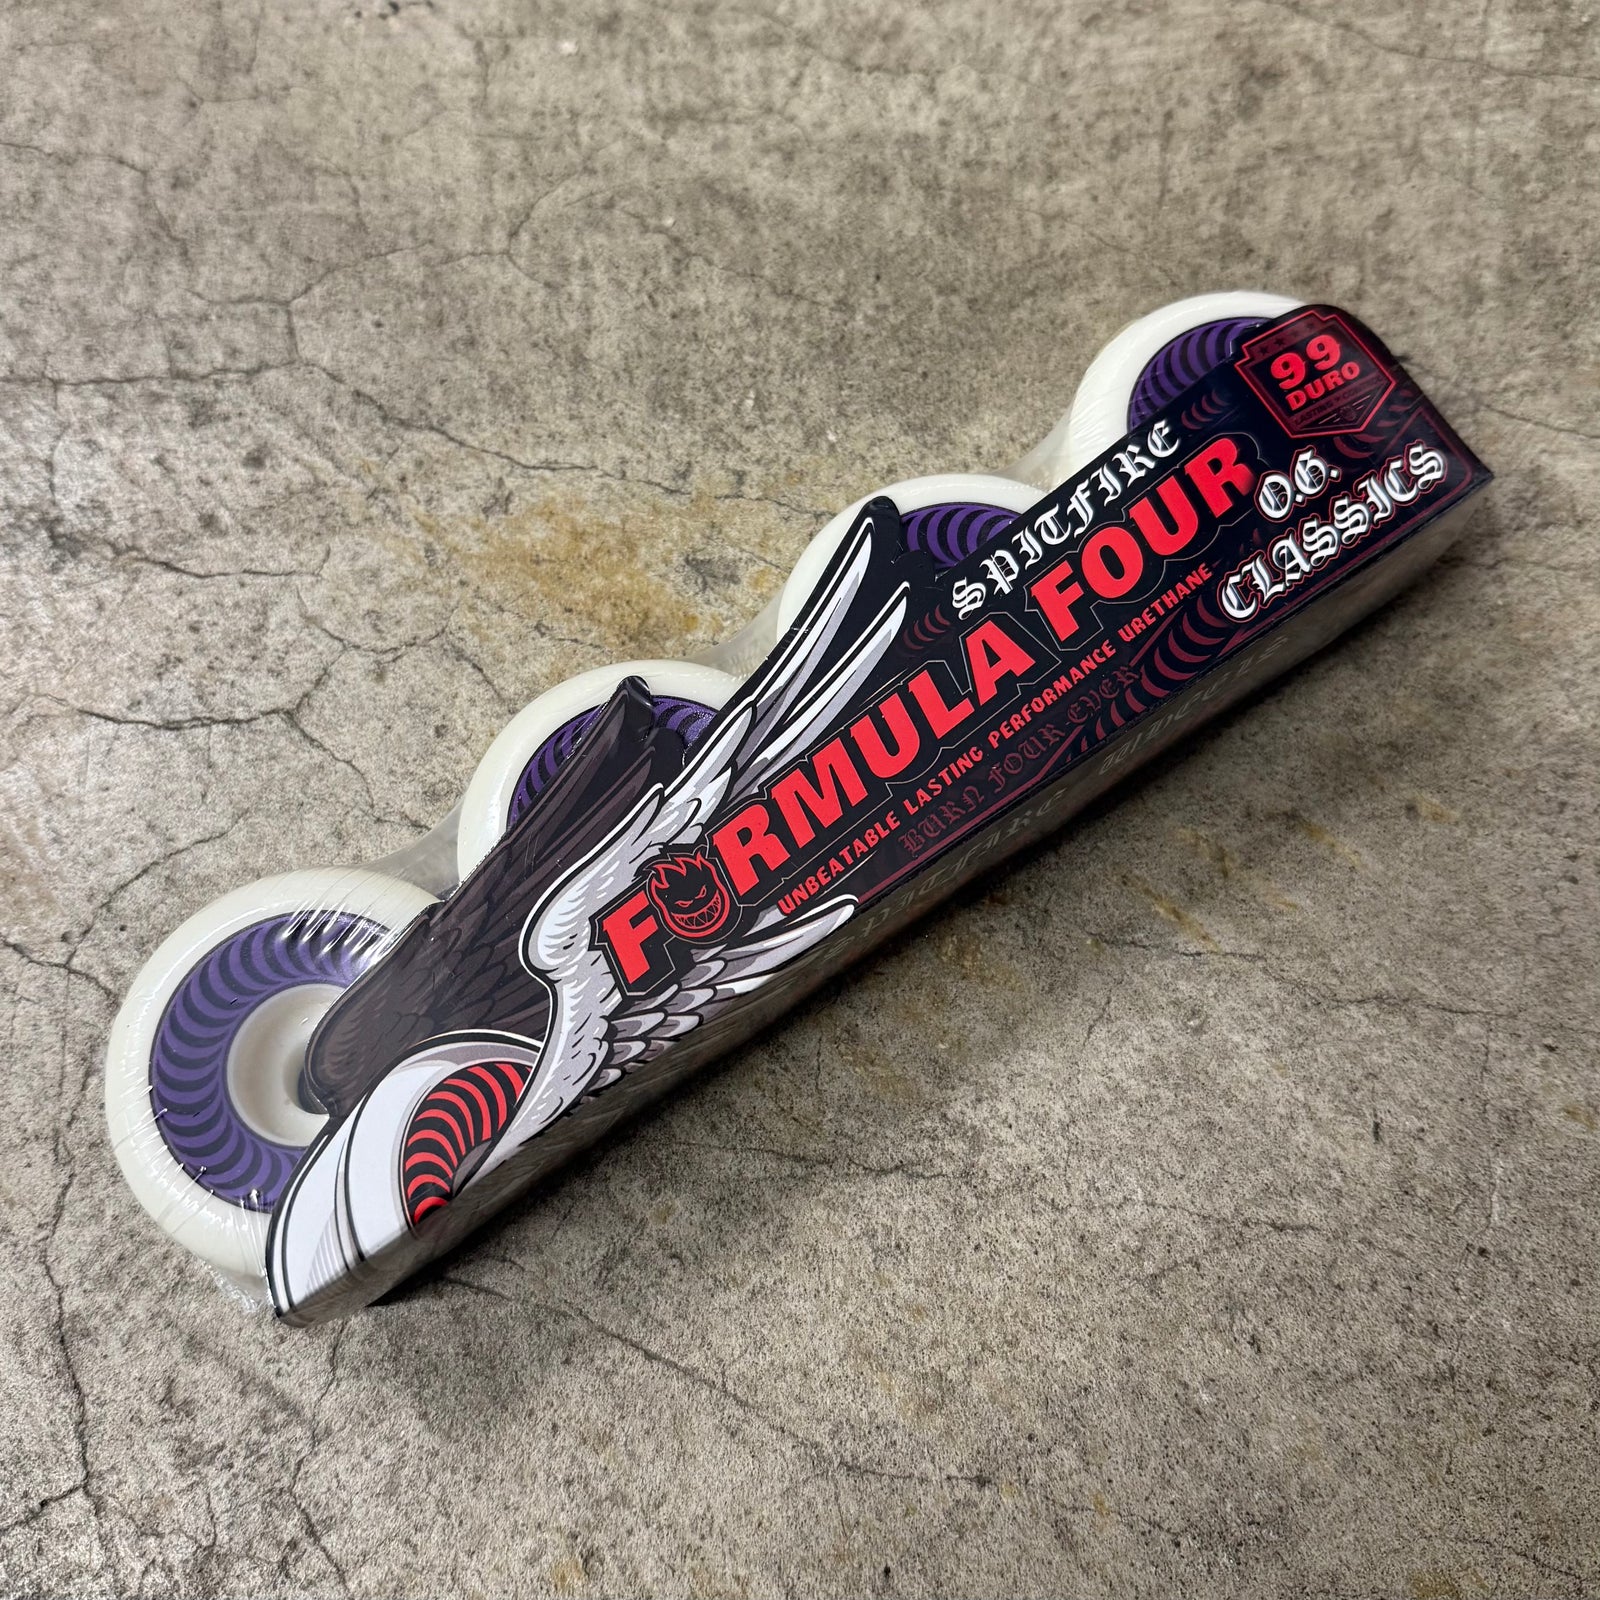 99
DURO
SPITFIRE
FORMULA FOUR
O.G.
CLASSICS
UNBEATABLE LASTING PERFORMANCE URETHANE
BURN FOUR EVER